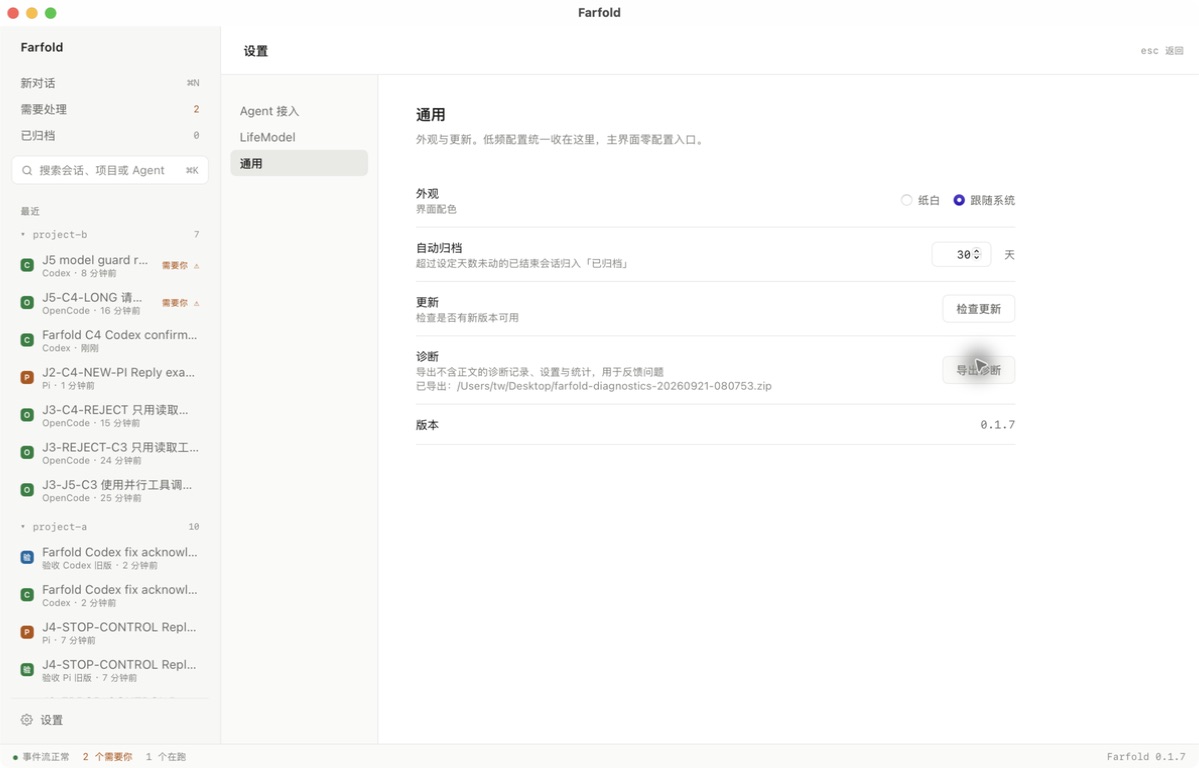 Farfold
Farfold
新对话 ⌘N
需要处理 2
已归档 0
搜索会话、项目或 Agent ⌘K
最近
project-b 7
C J5 model guard r... 需要你 ⚠
Codex · 8 分钟前
O J5-C4-LONG 请... 需要你 ⚠
OpenCode · 16 分钟前
C Farfold C4 Codex confirm...
Codex · 刚刚
P J2-C4-NEW-PI Reply exa...
Pi · 1 分钟前
O J3-C4-REJECT 只用读取...
OpenCode · 15 分钟前
O J3-REJECT-C3 只用读取工...
OpenCode · 24 分钟前
O J3-J5-C3 使用并行工具调...
OpenCode · 25 分钟前
project-a 10
验 Farfold Codex fix acknowl...
验收 Codex 旧版 · 2 分钟前
C Farfold Codex fix acknowl...
Codex · 2 分钟前
P J4-STOP-CONTROL Repl...
Pi · 7 分钟前
验 J4-STOP-CONTROL Repl...
验收 Pi 旧版 · 7 分钟前
设置
设置 esc 返回
Agent 接入
LifeModel
通用
通用
外观与更新。低频配置统一收在这里，主界面零配置入口。
外观
界面配色
纸白 跟随系统
自动归档
超过设定天数未动的已结束会话归入「已归档」
30 天
更新
检查是否有新版本可用
检查更新
诊断
导出不含正文的诊断记录、设置与统计，用于反馈问题
已导出：/Users/tw/Desktop/farfold-diagnostics-20260921-080753.zip
导出诊断
版本 0.1.7
事件流正常 2 个需要你 1 个在跑 Farfold 0.1.7